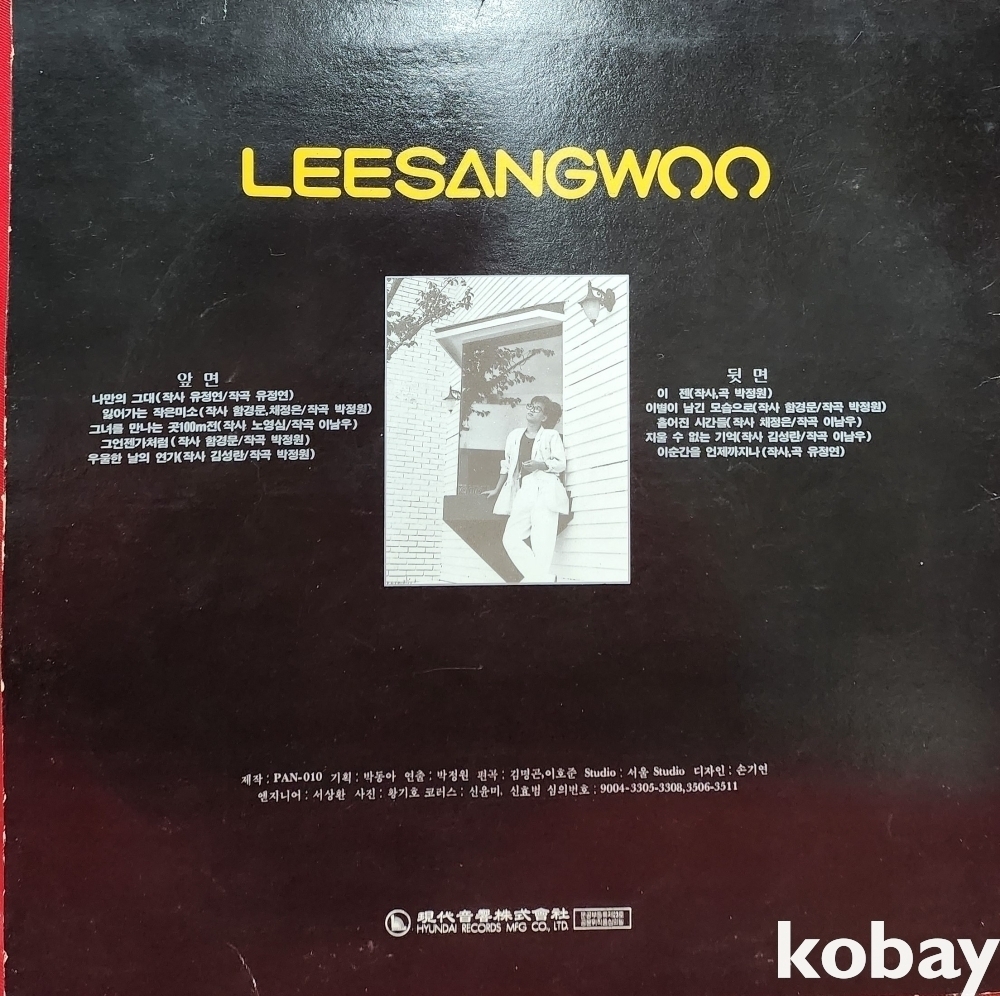 LEESANGWOO
앞 면
나만의 그대(작사 유정연/작곡 유정연)
잃어가는 작은미소(작사 함경문,채정은/작곡 박정원)
그녀를 만나는 곳100m전(작사 노영심/작곡 이남우)
그언젠가처럼(작사 함경문/작곡 박정원)
우울한 날의 연가(작사 김성란/작곡 박정원)
뒷 면
이 젠(작사,곡 박정원)
이별이 남긴 모습으로(작사 함경문/작곡 박정원)
흩어진 시간들(작사 채정은/작곡 이남우)
지울 수 없는 기억(작사 김성란/작곡 이남우)
이순간을 언제까지나(작사,곡 유정연)
제작 : PAN-010 기획 : 박동아 연출 : 박정원 편곡 : 김명곤,이호준 Studio : 서울 Studio 디자인 : 손기연
엔지니어 : 서상환 사진 : 황기호 코러스 : 신윤미, 신효범 심의번호 : 9004-3305-3308,3506-3511
現代音響株式會社
HYUNDAI RECORDS MFG CO., LTD.
kobay